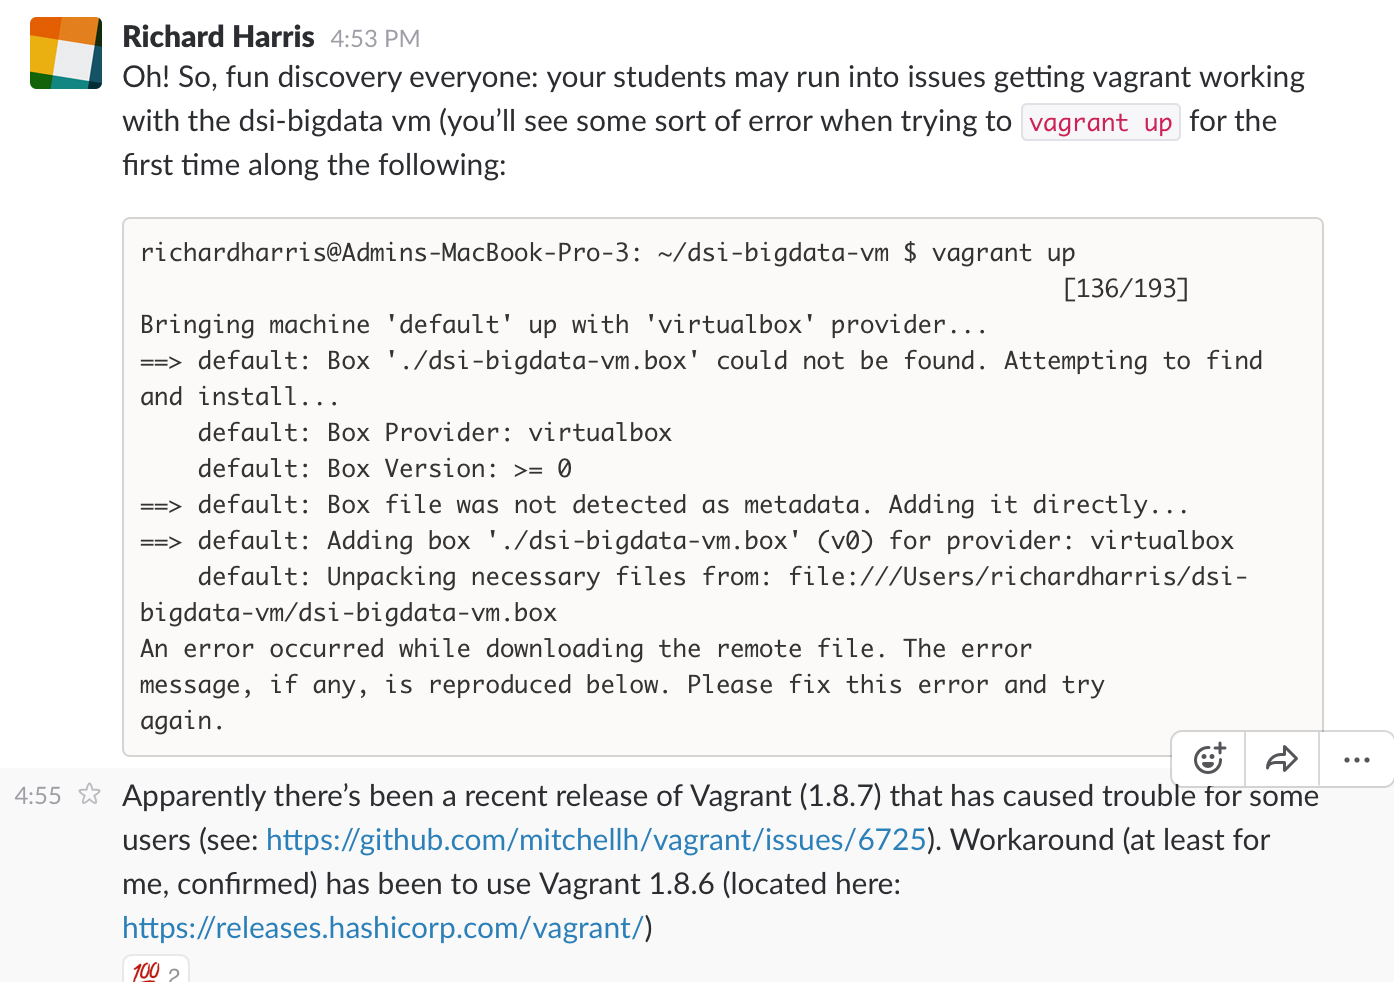 Richard Harris 4:53 PM
Oh! So, fun discovery everyone: your students may run into issues getting vagrant working
with the dsi-bigdata vm (you’ll see some sort of error when trying to vagrant up for the
first time along the following:
richardharris@Admins-MacBook-Pro-3: ~/dsi-bigdata-vm $ vagrant up
[136/193]
Bringing machine 'default' up with 'virtualbox' provider...
==> default: Box './dsi-bigdata-vm.box' could not be found. Attempting to find
and install...
default: Box Provider: virtualbox
default: Box Version: >= 0
==> default: Box file was not detected as metadata. Adding it directly...
==> default: Adding box './dsi-bigdata-vm.box' (v0) for provider: virtualbox
default: Unpacking necessary files from: file:///Users/richardharris/dsi-
bigdata-vm/dsi-bigdata-vm.box
An error occurred while downloading the remote file. The error
message, if any, is reproduced below. Please fix this error and try
again.
4:55 Apparently there’s been a recent release of Vagrant (1.8.7) that has caused trouble for some
users (see: https://github.com/mitchellh/vagrant/issues/6725). Workaround (at least for
me, confirmed) has been to use Vagrant 1.8.6 (located here:
https://releases.hashicorp.com/vagrant/)
100 2